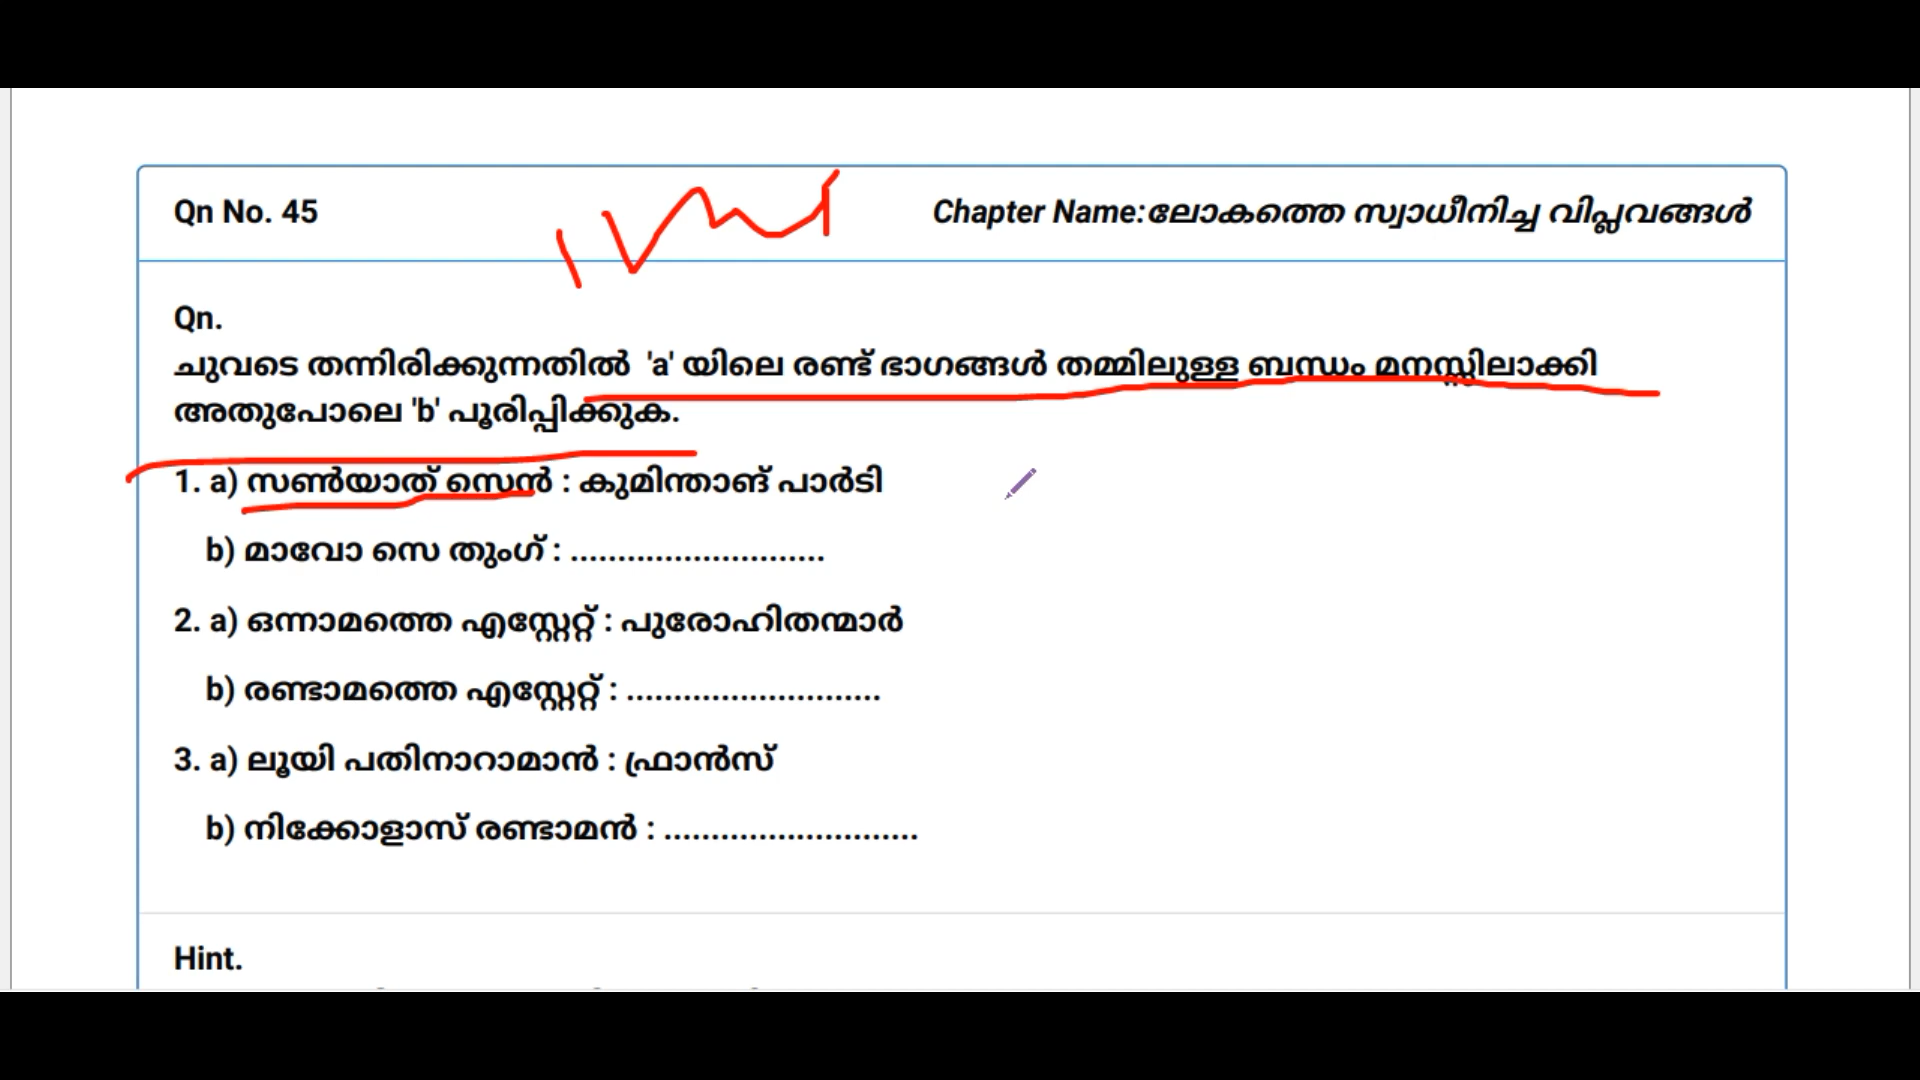 Qn No. 45
Chapter Name:ലോകത്തെ സ്വാധീനിച്ച വിപ്ലവങ്ങൾ
Qn.
ചുവടെ തന്നിരിക്കുന്നതിൽ 'a' യിലെ രണ്ട് ഭാഗങ്ങൾ തമ്മിലുള്ള ബന്ധം മനസ്സിലാക്കി
അതുപോലെ 'b' പൂരിപ്പിക്കുക.
1. a) സൺയാത് സെൻ : കുമിന്താങ് പാർടി
b) മാവോ സെ തുംഗ് : ...........................
2. a) ഒന്നാമത്തെ എസ്റ്റേറ്റ് : പുരോഹിതന്മാർ
b) രണ്ടാമത്തെ എസ്റ്റേറ്റ് : ...........................
3. a) ലൂയി പതിനാറാമാൻ : ഫ്രാൻസ്
b) നിക്കോളാസ് രണ്ടാമൻ : ...........................
Hint.